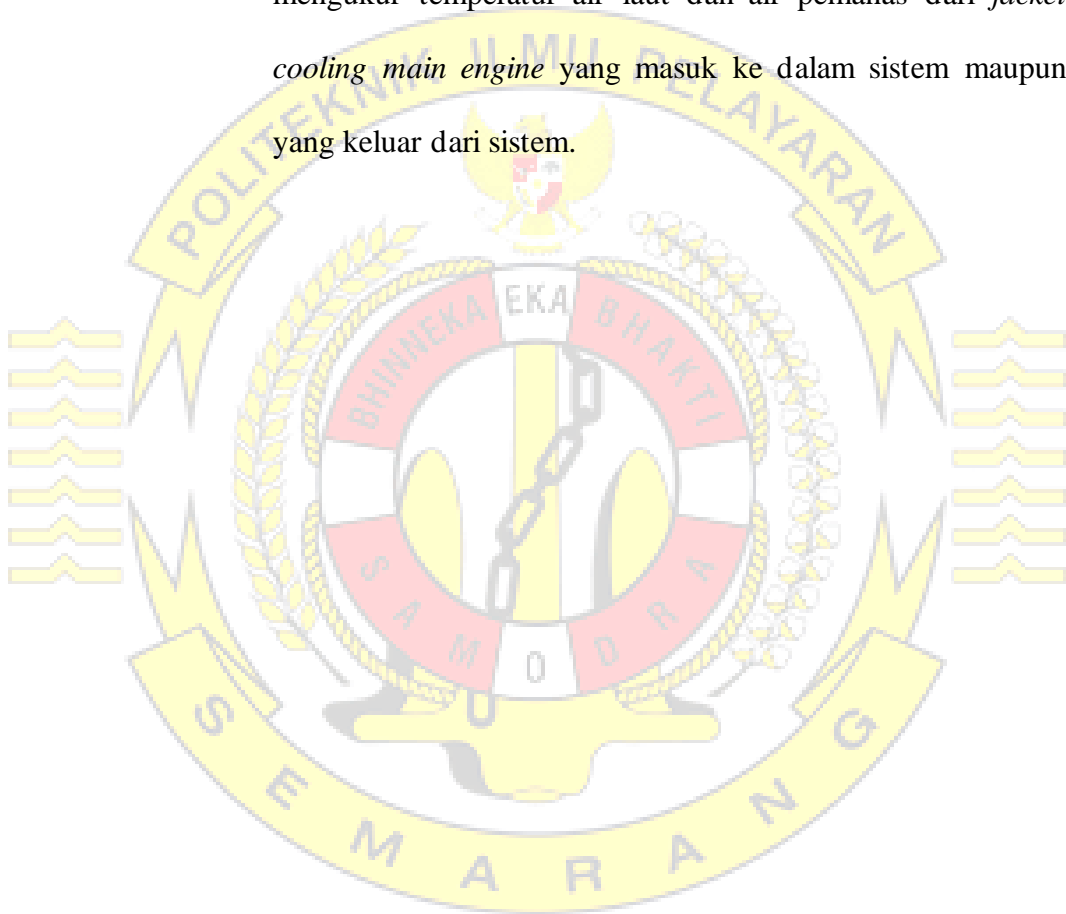 mengukur temperatur air laut dan air pemanas dari jacket
cooling main engine yang masuk ke dalam sistem maupun
yang keluar dari sistem.
POLITEKNIK ILMU PELAYARAN
BHINNEKA EKA BHAKTI
SAMODRA
SEMARANG